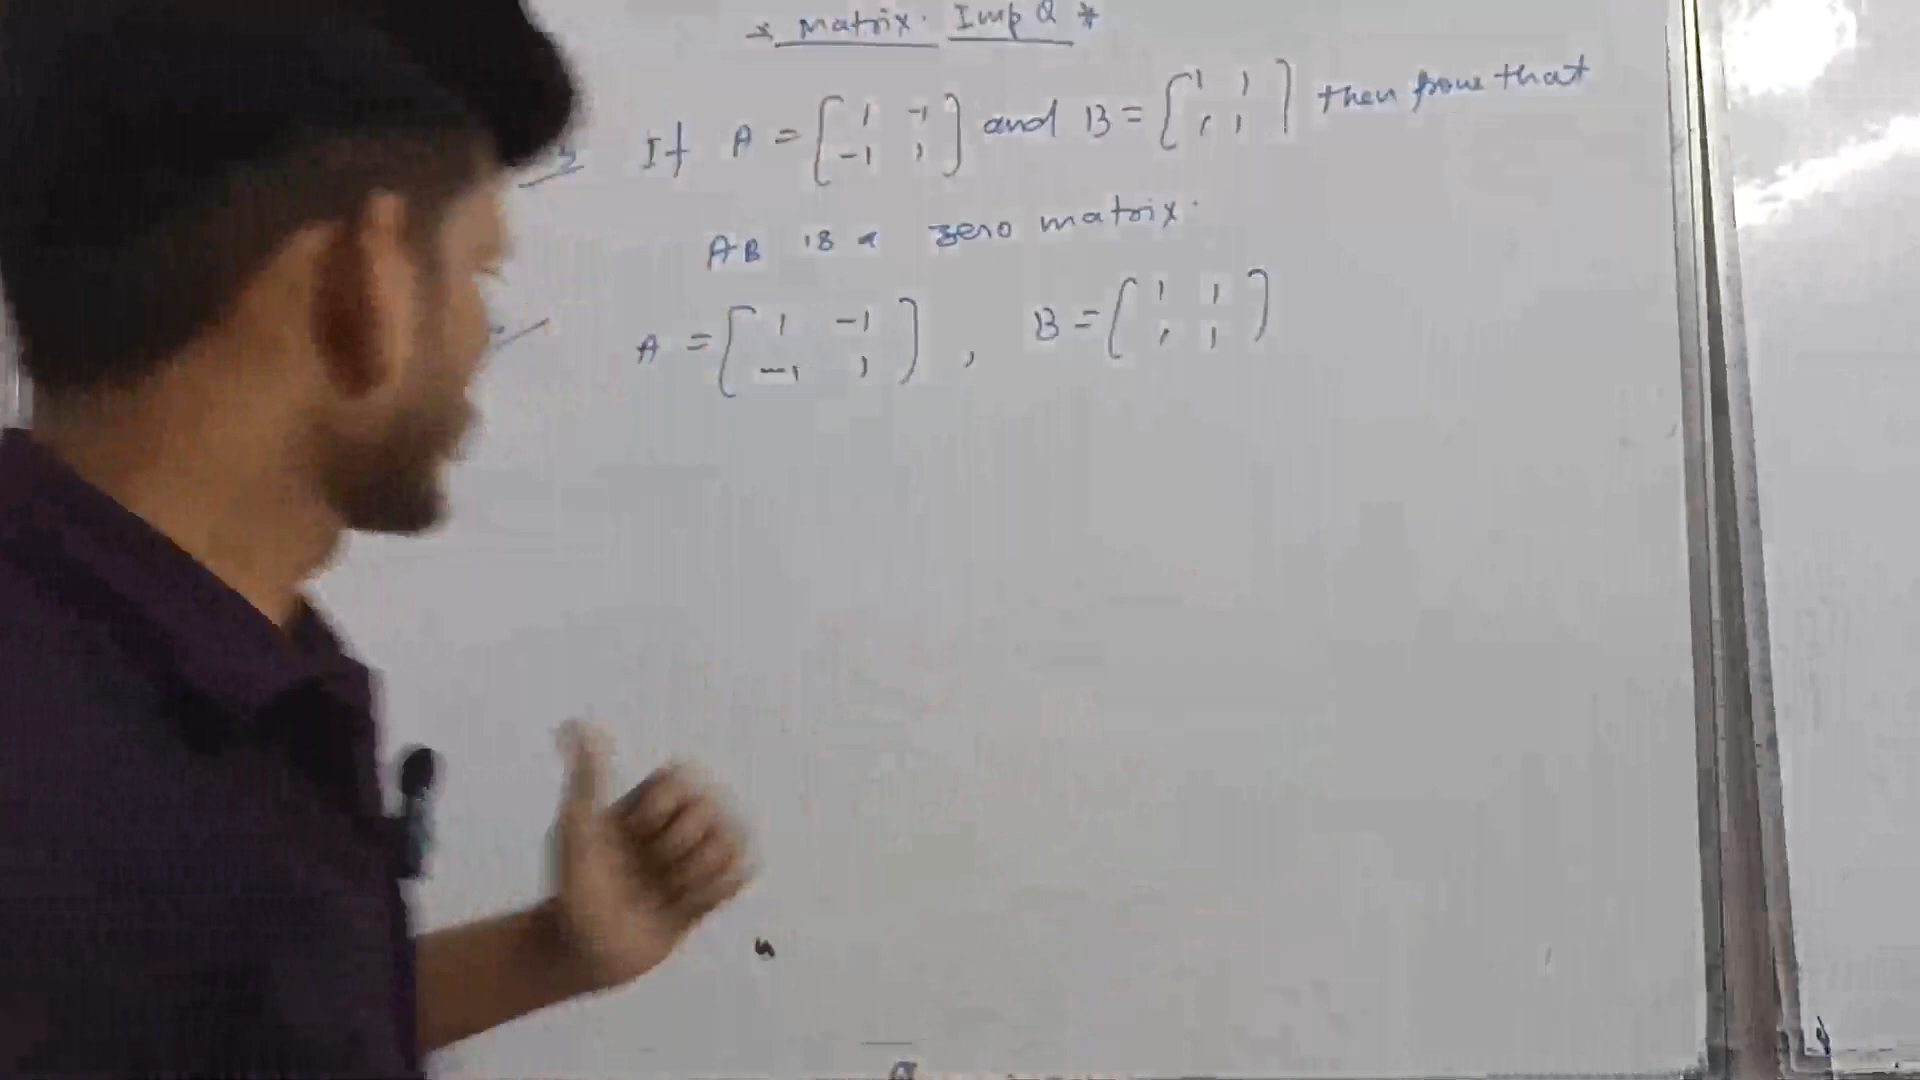 * Matrix. Imp Q *
If A = [1 -1 -1 1] and B = [1 1 1 1] then prove that
AB is a zero matrix.
A = [1 -1 -1 1], B = [1 1 1 1]